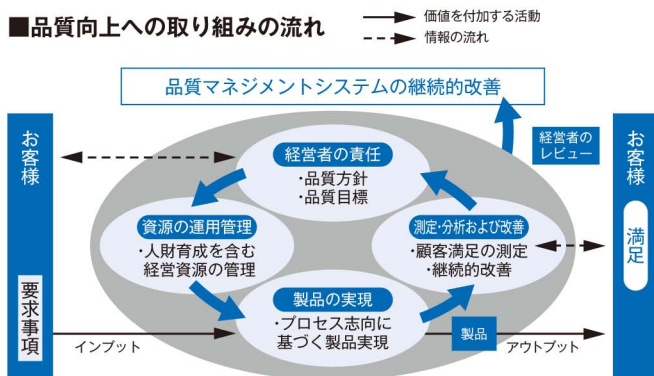 ■品質向上への取り組みの流れ
価値を付加する活動
情報の流れ
品質マネジメントシステムの継続的改善
お客様
要求事項
経営者の責任
・品質方針
・品質目標
経営者の
レビュー
資源の運用管理
・人財育成を含む
経営資源の管理
測定・分析および改善
・顧客満足の測定
・継続的改善
製品の実現
・プロセス志向に
基づく製品実現
インプット
製品
アウトプット
お客様
満足